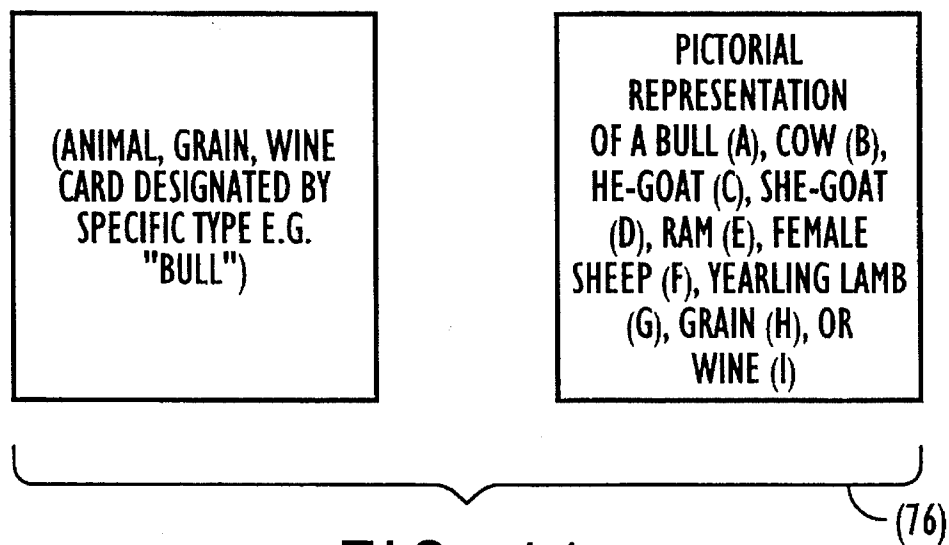 (ANIMAL, GRAIN, WINE
CARD DESIGNATED BY
SPECIFIC TYPE E.G.
"BULL")
PICTORIAL
REPRESENTATION
OF A BULL (A), COW (B),
HE-GOAT (C), SHE-GOAT
(D), RAM (E), FEMALE
SHEEP (F), YEARLING LAMB
(G), GRAIN (H), OR
WINE (I)
(76)